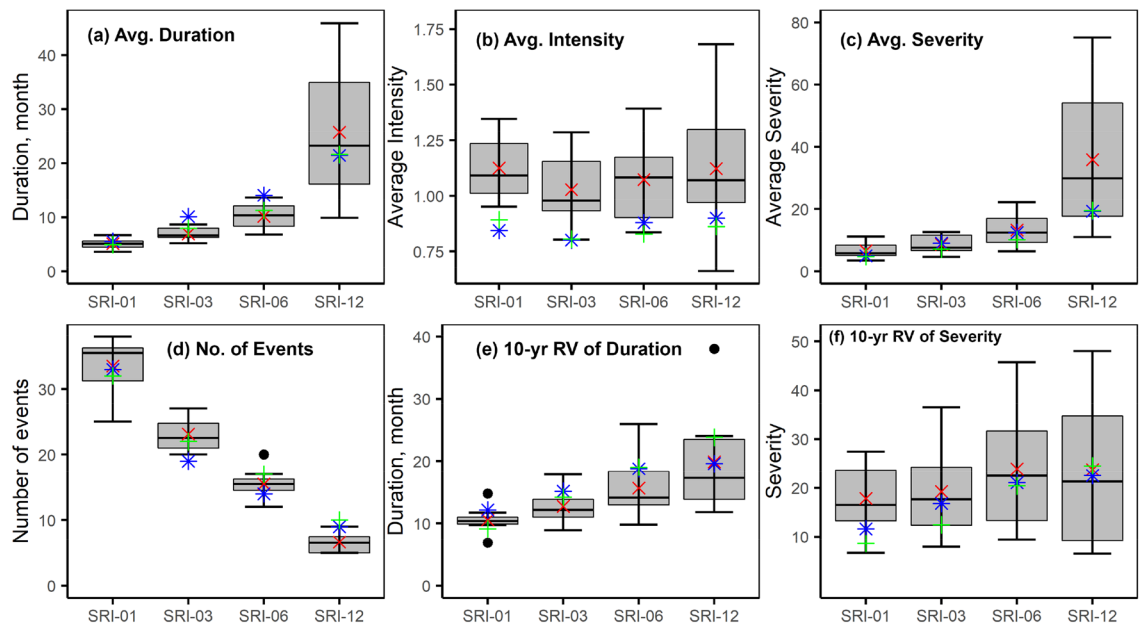 (a) Avg. Duration
Duration, month
40
30
20
10
0
SRI-01 SRI-03 SRI-06 SRI-12
(b) Avg. Intensity
Average Intensity
1.75
1.50
1.25
1.00
0.75
SRI-01 SRI-03 SRI-06 SRI-12
(c) Avg. Severity
Average Severity
80
60
40
20
0
SRI-01 SRI-03 SRI-06 SRI-12
(d) No. of Events
Number of events
30
20
10
0
SRI-01 SRI-03 SRI-06 SRI-12
(e) 10-yr RV of Duration
Duration, month
40
30
20
10
0
SRI-01 SRI-03 SRI-06 SRI-12
(f) 10-yr RV of Severity
Severity
50
40
30
20
10
SRI-01 SRI-03 SRI-06 SRI-12